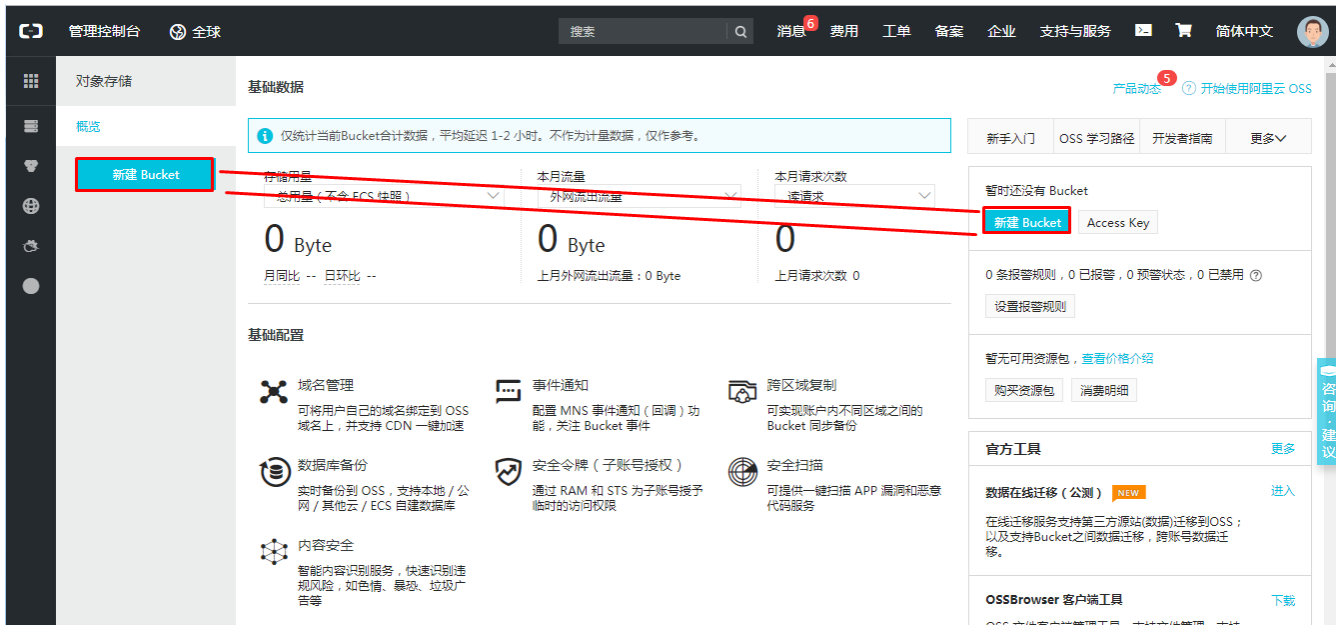 管理控制台
全球
搜索
消息 6
费用
工单
备案
企业
支持与服务
简体中文
对象存储
概览
新建 Bucket
基础数据
产品动态 5
开始使用阿里云 OSS
仅统计当前Bucket合计数据，平均延迟 1-2 小时。不作为计量数据，仅作参考。
存储用量
总用量（不含 ECS 快照）
0 Byte
月同比 -- 日环比 --
本月流量
外网流出流量
0 Byte
上月外网流出流量：0 Byte
本月请求次数
读请求
0
上月请求次数 0
基础配置
域名管理
可将用户自己的域名绑定到 OSS
域名上，并支持 CDN 一键加速
事件通知
配置 MNS 事件通知（回调）功
能，关注 Bucket 事件
跨区域复制
可实现账户内不同区域之间的
Bucket 同步备份
数据库备份
实时备份到 OSS，支持本地 / 公
网 / 其他云 / ECS 自建数据库
安全令牌（子账号授权）
通过 RAM 和 STS 为子账号授予
临时的访问权限
安全扫描
可提供一键扫描 APP 漏洞和恶意
代码服务
内容安全
智能内容识别服务，快速识别违
规风险，如色情、暴恐、垃圾广
告等
新手入门
OSS 学习路径
开发者指南
更多
暂时还没有 Bucket
新建 Bucket
Access Key
0 条报警规则，0 已报警，0 预警状态，0 已禁用
设置报警规则
暂无可用资源包，查看价格介绍
购买资源包
消费明细
官方工具
更多
数据在线迁移（公测） NEW
进入
在线迁移服务支持第三方源站(数据)迁移到OSS；
以及支持Bucket之间数据迁移，跨账号数据迁
移。
OSSBrowser 客户端工具
下载
咨询·建议